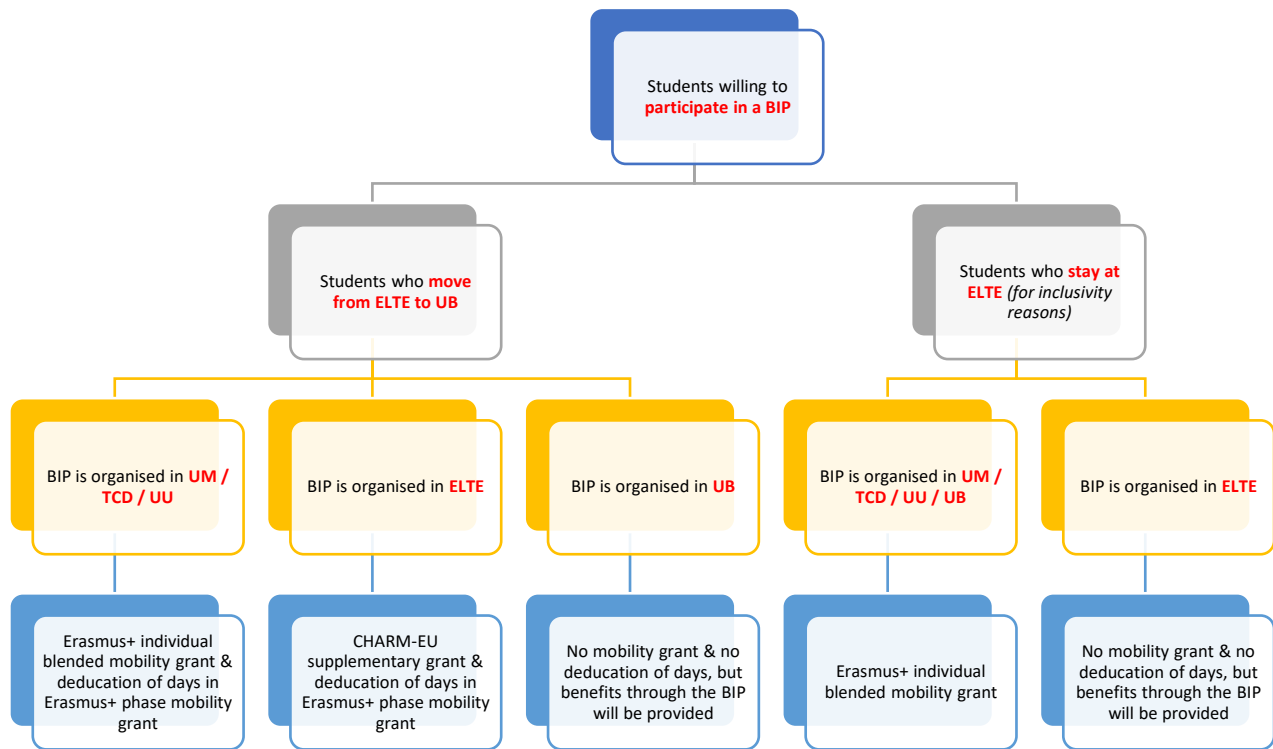 Students willing to
participate in a BIP
Students who move
from ELTE to UB
Students who stay at
ELTE (for inclusivity
reasons)
BIP is organised in UM /
TCD / UU
BIP is organised in ELTE
BIP is organised in UB
BIP is organised in UM /
TCD / UU / UB
BIP is organised in ELTE
Erasmus+ individual
blended mobility grant &
deducation of days in
Erasmus+ phase mobility
grant
CHARM-EU
supplementary grant &
deducation of days in
Erasmus+ phase mobility
grant
No mobility grant & no
deducation of days, but
benefits through the BIP
will be provided
Erasmus+ individual
blended mobility grant
No mobility grant & no
deducation of days, but
benefits through the BIP
will be provided